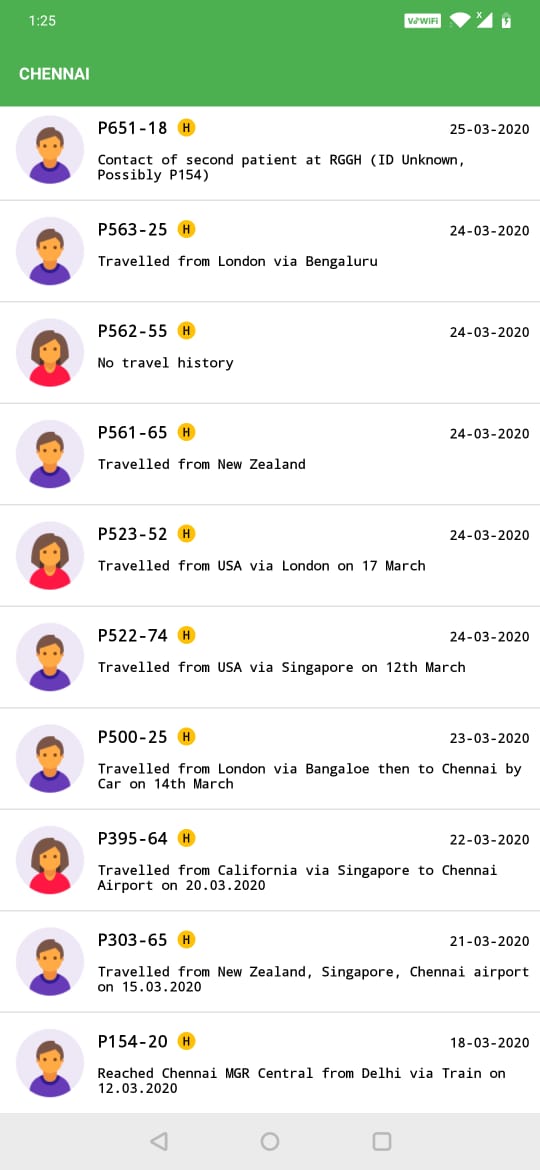 1:25
VoWiFi
X
CHENNAI
P651-18 H 25-03-2020
Contact of second patient at RGGH (ID Unknown,
Possibly P154)
P563-25 H 24-03-2020
Travelled from London via Bengaluru
P562-55 H 24-03-2020
No travel history
P561-65 H 24-03-2020
Travelled from New Zealand
P523-52 H 24-03-2020
Travelled from USA via London on 17 March
P522-74 H 24-03-2020
Travelled from USA via Singapore on 12th March
P500-25 H 23-03-2020
Travelled from London via Bangaloe then to Chennai by
Car on 14th March
P395-64 H 22-03-2020
Travelled from California via Singapore to Chennai
Airport on 20.03.2020
P303-65 H 21-03-2020
Travelled from New Zealand, Singapore, Chennai airport
on 15.03.2020
P154-20 H 18-03-2020
Reached Chennai MGR Central from Delhi via Train on
12.03.2020